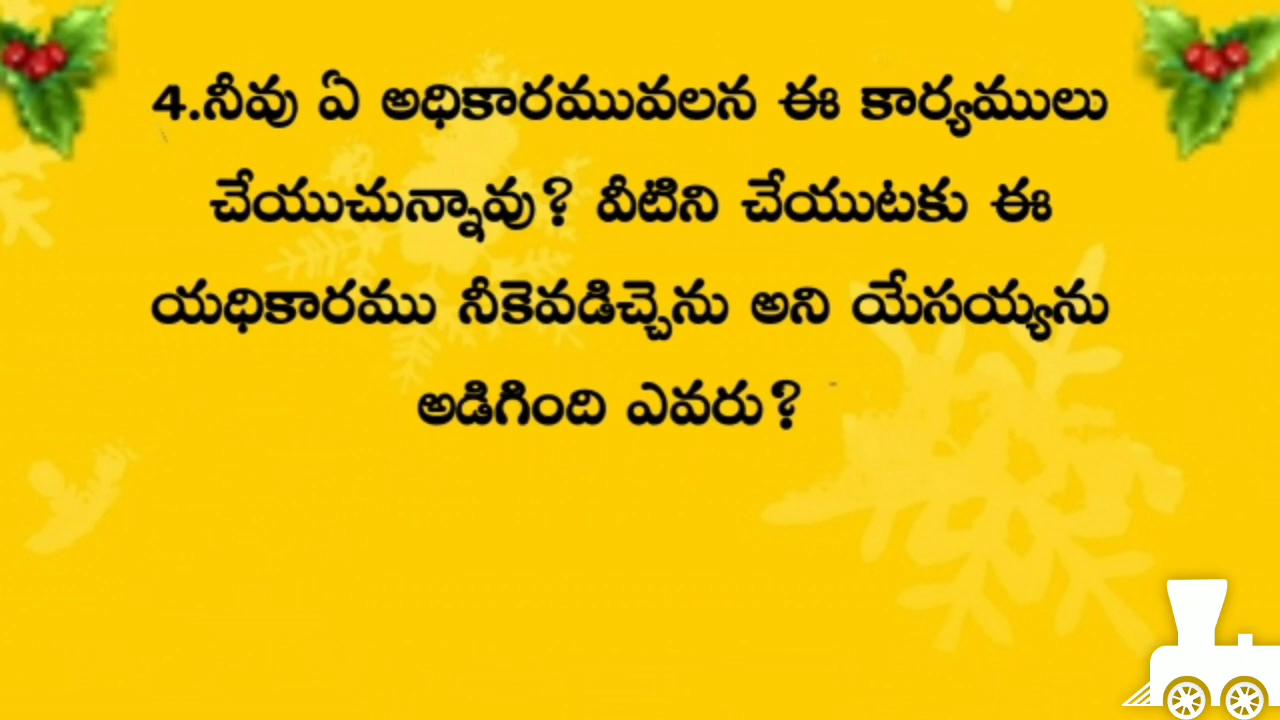 4.నీవు ఏ అధికారమువలన ఈ కార్యములు
చేయుచున్నావు? వీటిని చేయుటకు ఈ
యధికారము నీకెవడిచ్చెను అని యేసయ్యను
అడిగింది ఎవరు?